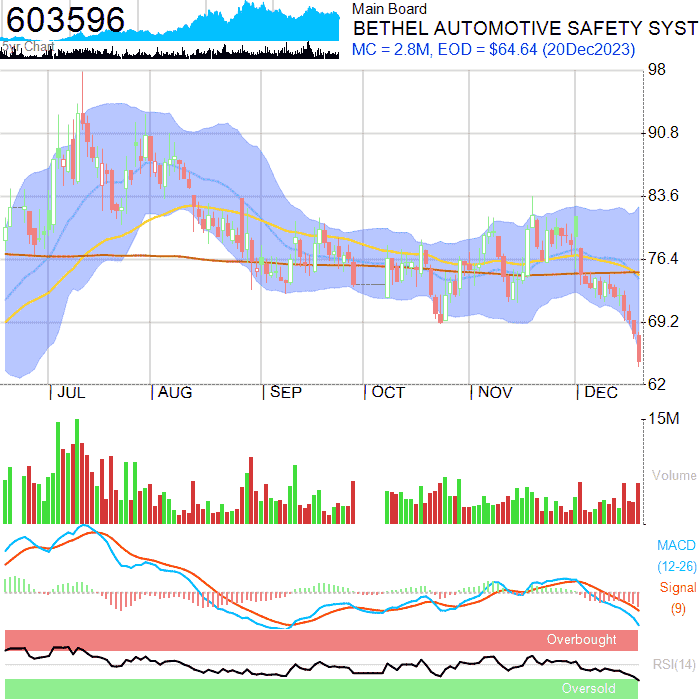 603596
5yr Chart
Main Board
BETHEL AUTOMOTIVE SAFETY SYST
MC = 2.8M, EOD = $64.64 (20Dec2023)
98
90.8
83.6
76.4
69.2
62
JUL
AUG
SEP
OCT
NOV
DEC
15M
Volume
MACD
(12-26)
Signal
(9)
Overbought
RSI(14)
Oversold